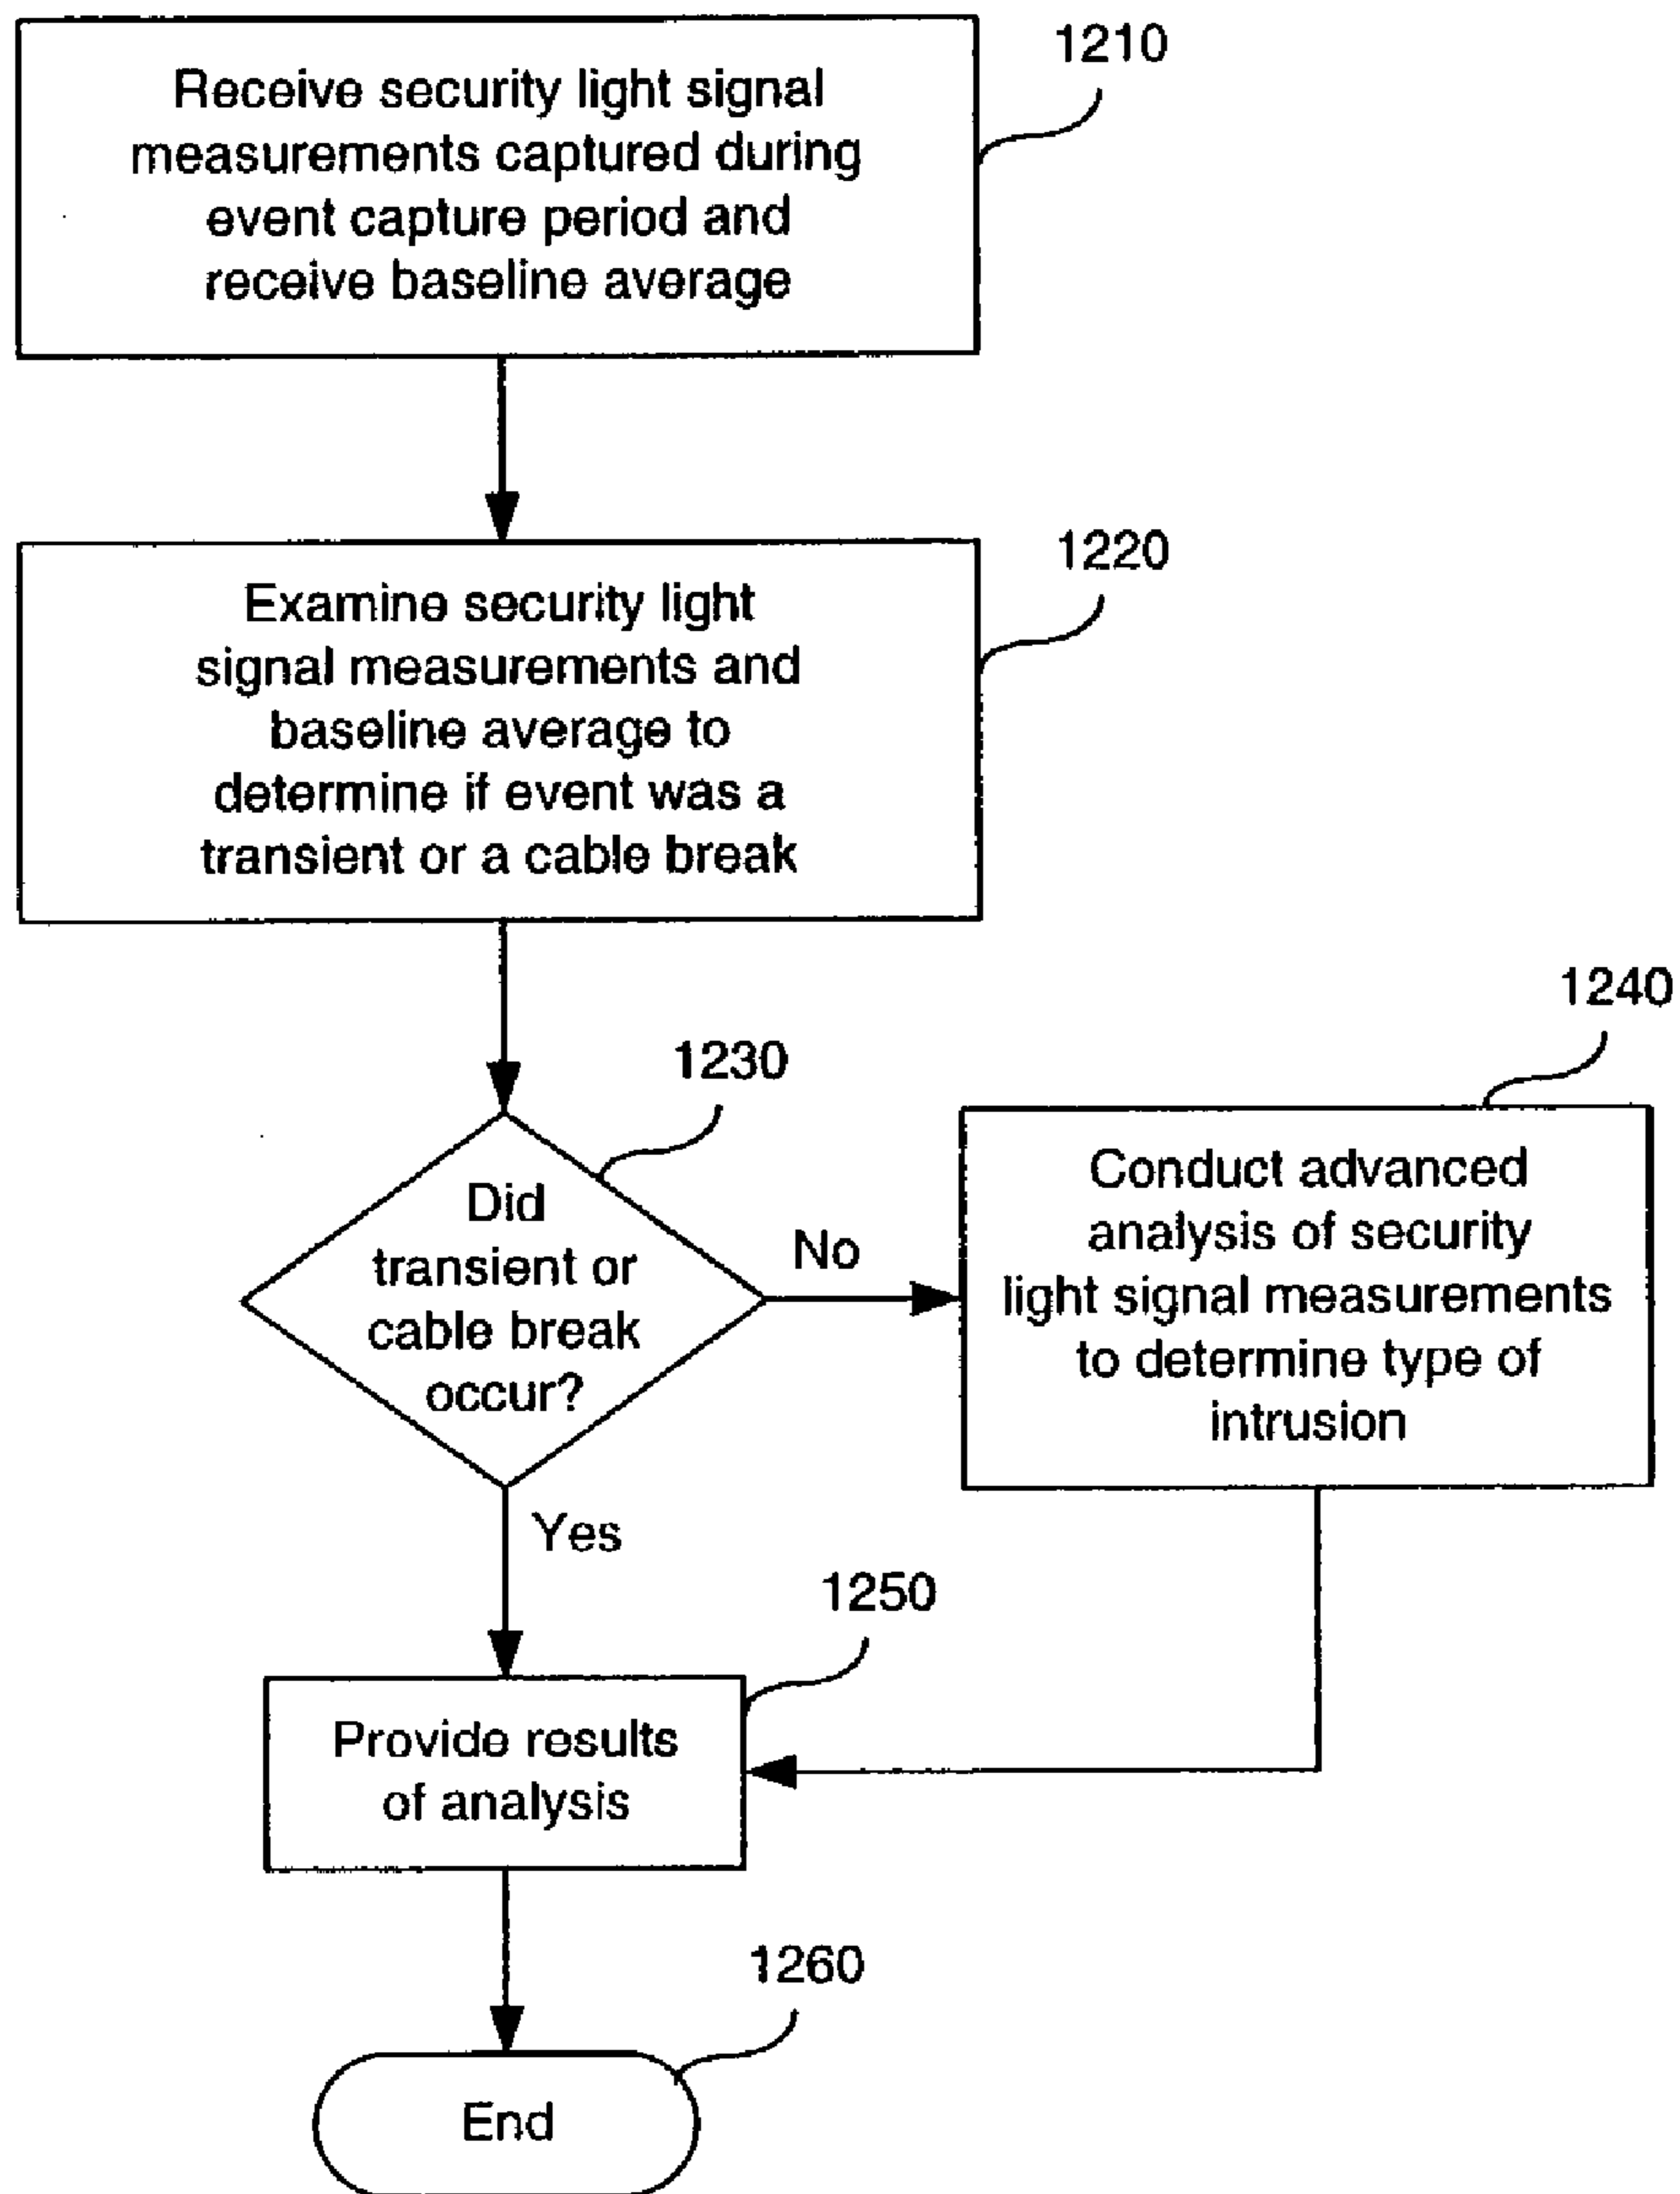 1210
Receive security light signal
measurements captured during
event capture period and
receive baseline average
1220
Examine security light
signal measurements and
baseline average to
determine if event was a
transient or a cable break
1230
Did
transient or
cable break
occur?
No
Yes
1240
Conduct advanced
analysis of security
light signal measurements
to determine type of
intrusion
1250
Provide results
of analysis
1260
End